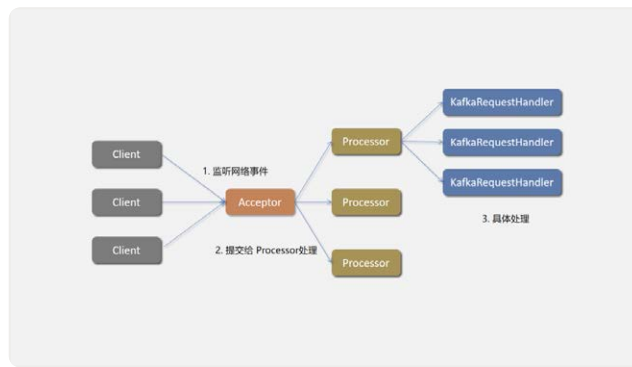 Client
Client
Client
1. 监听网络事件
Acceptor
2. 提交给 Processor处理
Processor
Processor
Processor
KafkaRequestHandler
KafkaRequestHandler
KafkaRequestHandler
3. 具体处理